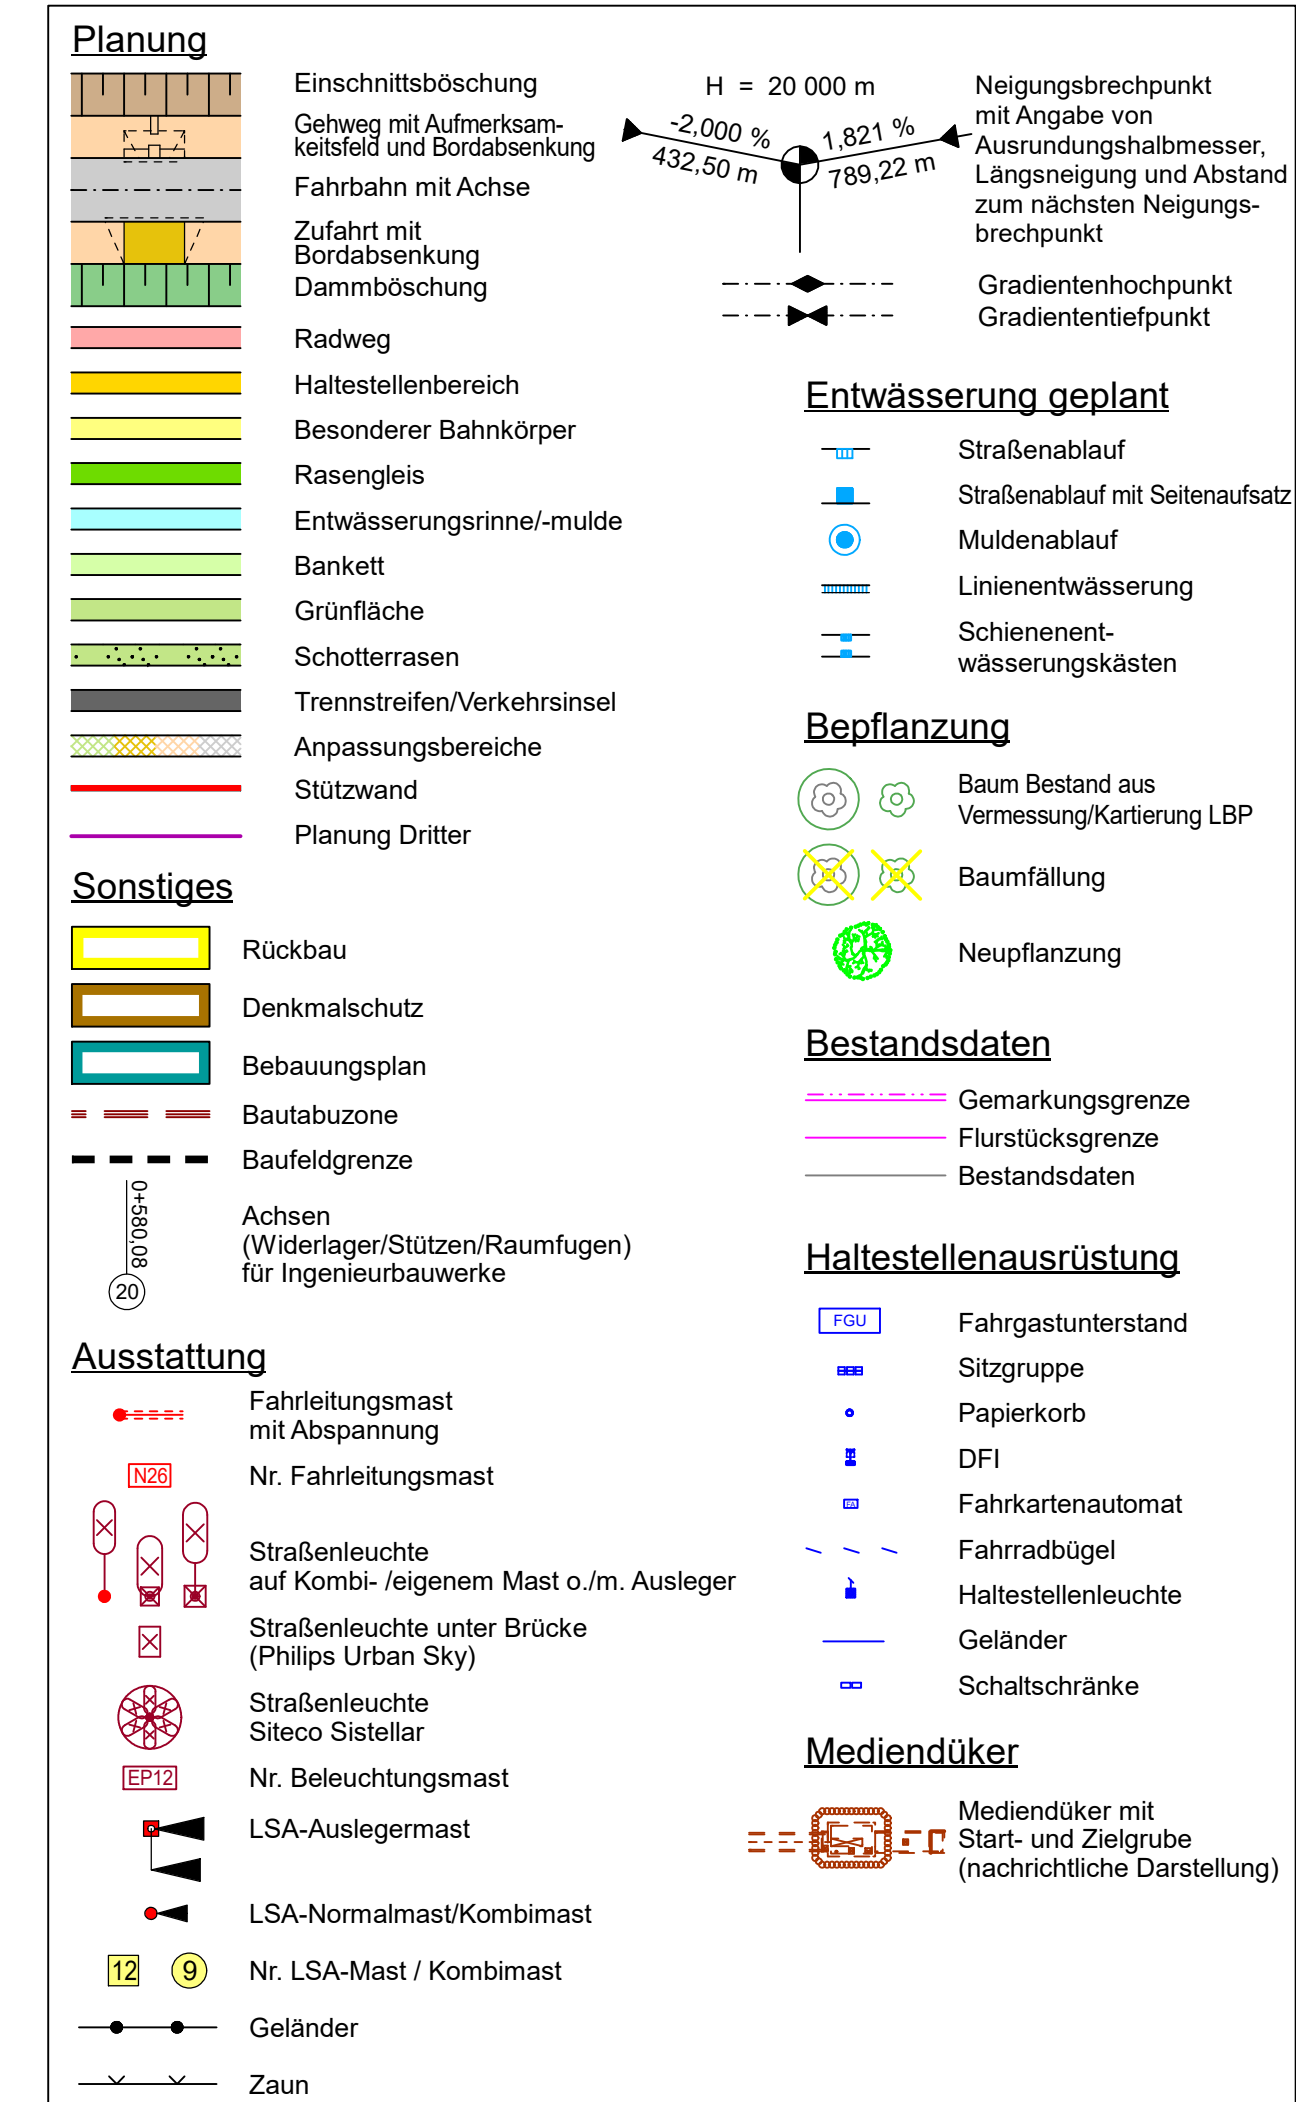 Planung
Einschnittsböschung
Gehweg mit Aufmerksam-
keitsfeld und Bordabsenkung
Fahrbahn mit Achse
Zufahrt mit
Bordabsenkung
Dammböschung
Radweg
Haltestellenbereich
Besonderer Bahnkörper
Rasengleis
Entwässerungsrinne/-mulde
Bankett
Grünfläche
Schotterrasen
Trennstreifen/Verkehrsinsel
Anpassungsbereiche
Stützwand
Planung Dritter
Sonstiges
Rückbau
Denkmalschutz
Bebauungsplan
Bautabuzone
Baufeldgrenze
0+580,08
20
Achsen
(Widerlager/Stützen/Raumfugen)
für Ingenieurbauwerke
Ausstattung
Fahrleitungsmast
mit Abspannung
N26
Nr. Fahrleitungsmast
Straßenleuchte
auf Kombi- /eigenem Mast o./m. Ausleger
Straßenleuchte unter Brücke
(Philips Urban Sky)
Straßenleuchte
Siteco Sistellar
EP12
Nr. Beleuchtungsmast
LSA-Auslegermast
LSA-Normalmast/Kombimast
12
9
Nr. LSA-Mast / Kombimast
Geländer
Zaun
H = 20 000 m
-2,000 %
432,50 m
1,821 %
789,22 m
Neigungsbrechpunkt
mit Angabe von
Ausrundungshalbmesser,
Längsneigung und Abstand
zum nächsten Neigungs-
brechpunkt
Gradientenhochpunkt
Gradiententiefpunkt
Entwässerung geplant
Straßenablauf
Straßenablauf mit Seitenaufsatz
Muldenablauf
Linienentwässerung
Schienenent-
wässerungskästen
Bepflanzung
Baum Bestand aus
Vermessung/Kartierung LBP
Baumfällung
Neupflanzung
Bestandsdaten
Gemarkungsgrenze
Flurstücksgrenze
Bestandsdaten
Haltestellenausrüstung
FGU
Fahrgastunterstand
Sitzgruppe
Papierkorb
DFI
FA
Fahrkartenautomat
Fahrradbügel
Haltestellenleuchte
Geländer
Schaltschränke
Mediendüker
Mediendüker mit
Start- und Zielgrube
(nachrichtliche Darstellung)